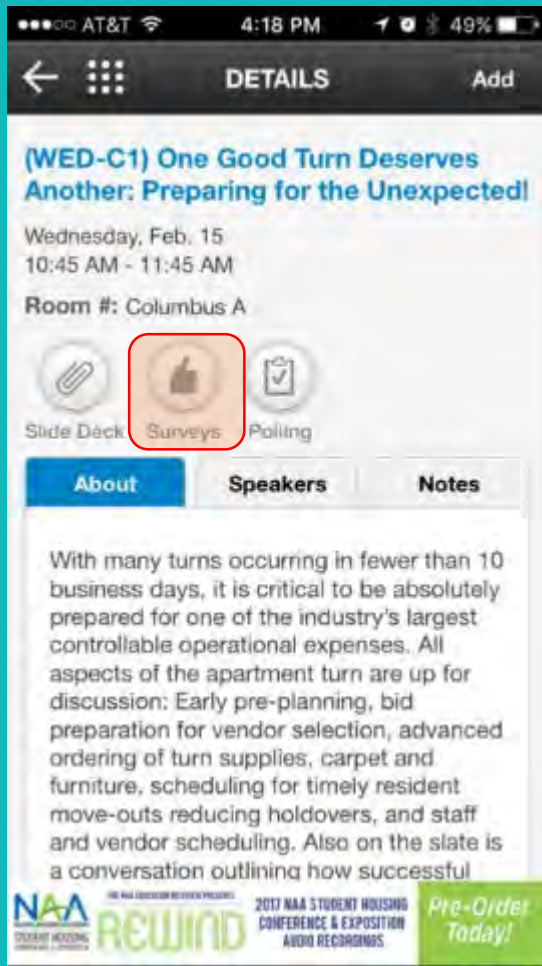 AT&T 4:18 PM 49%
DETAILS Add
(WED-C1) One Good Turn Deserves
Another: Preparing for the Unexpected!
Wednesday, Feb. 15
10:45 AM - 11:45 AM
Room #: Columbus A
Slide Deck Surveys Polling
About Speakers Notes
With many turns occurring in fewer than 10
business days, it is critical to be absolutely
prepared for one of the industry's largest
controllable operational expenses. All
aspects of the apartment turn are up for
discussion: Early pre-planning, bid
preparation for vendor selection, advanced
ordering of turn supplies, carpet and
furniture, scheduling for timely resident
move-outs reducing holdovers, and staff
and vendor scheduling. Also on the slate is
a conversation outlining how successful
NAA
STUDENT HOUSING
REWIND
2017 NAA STUDENT HOUSING
CONFERENCE & EXPOSITION
AUDIO RECORDINGS
Pre-Order
Today!